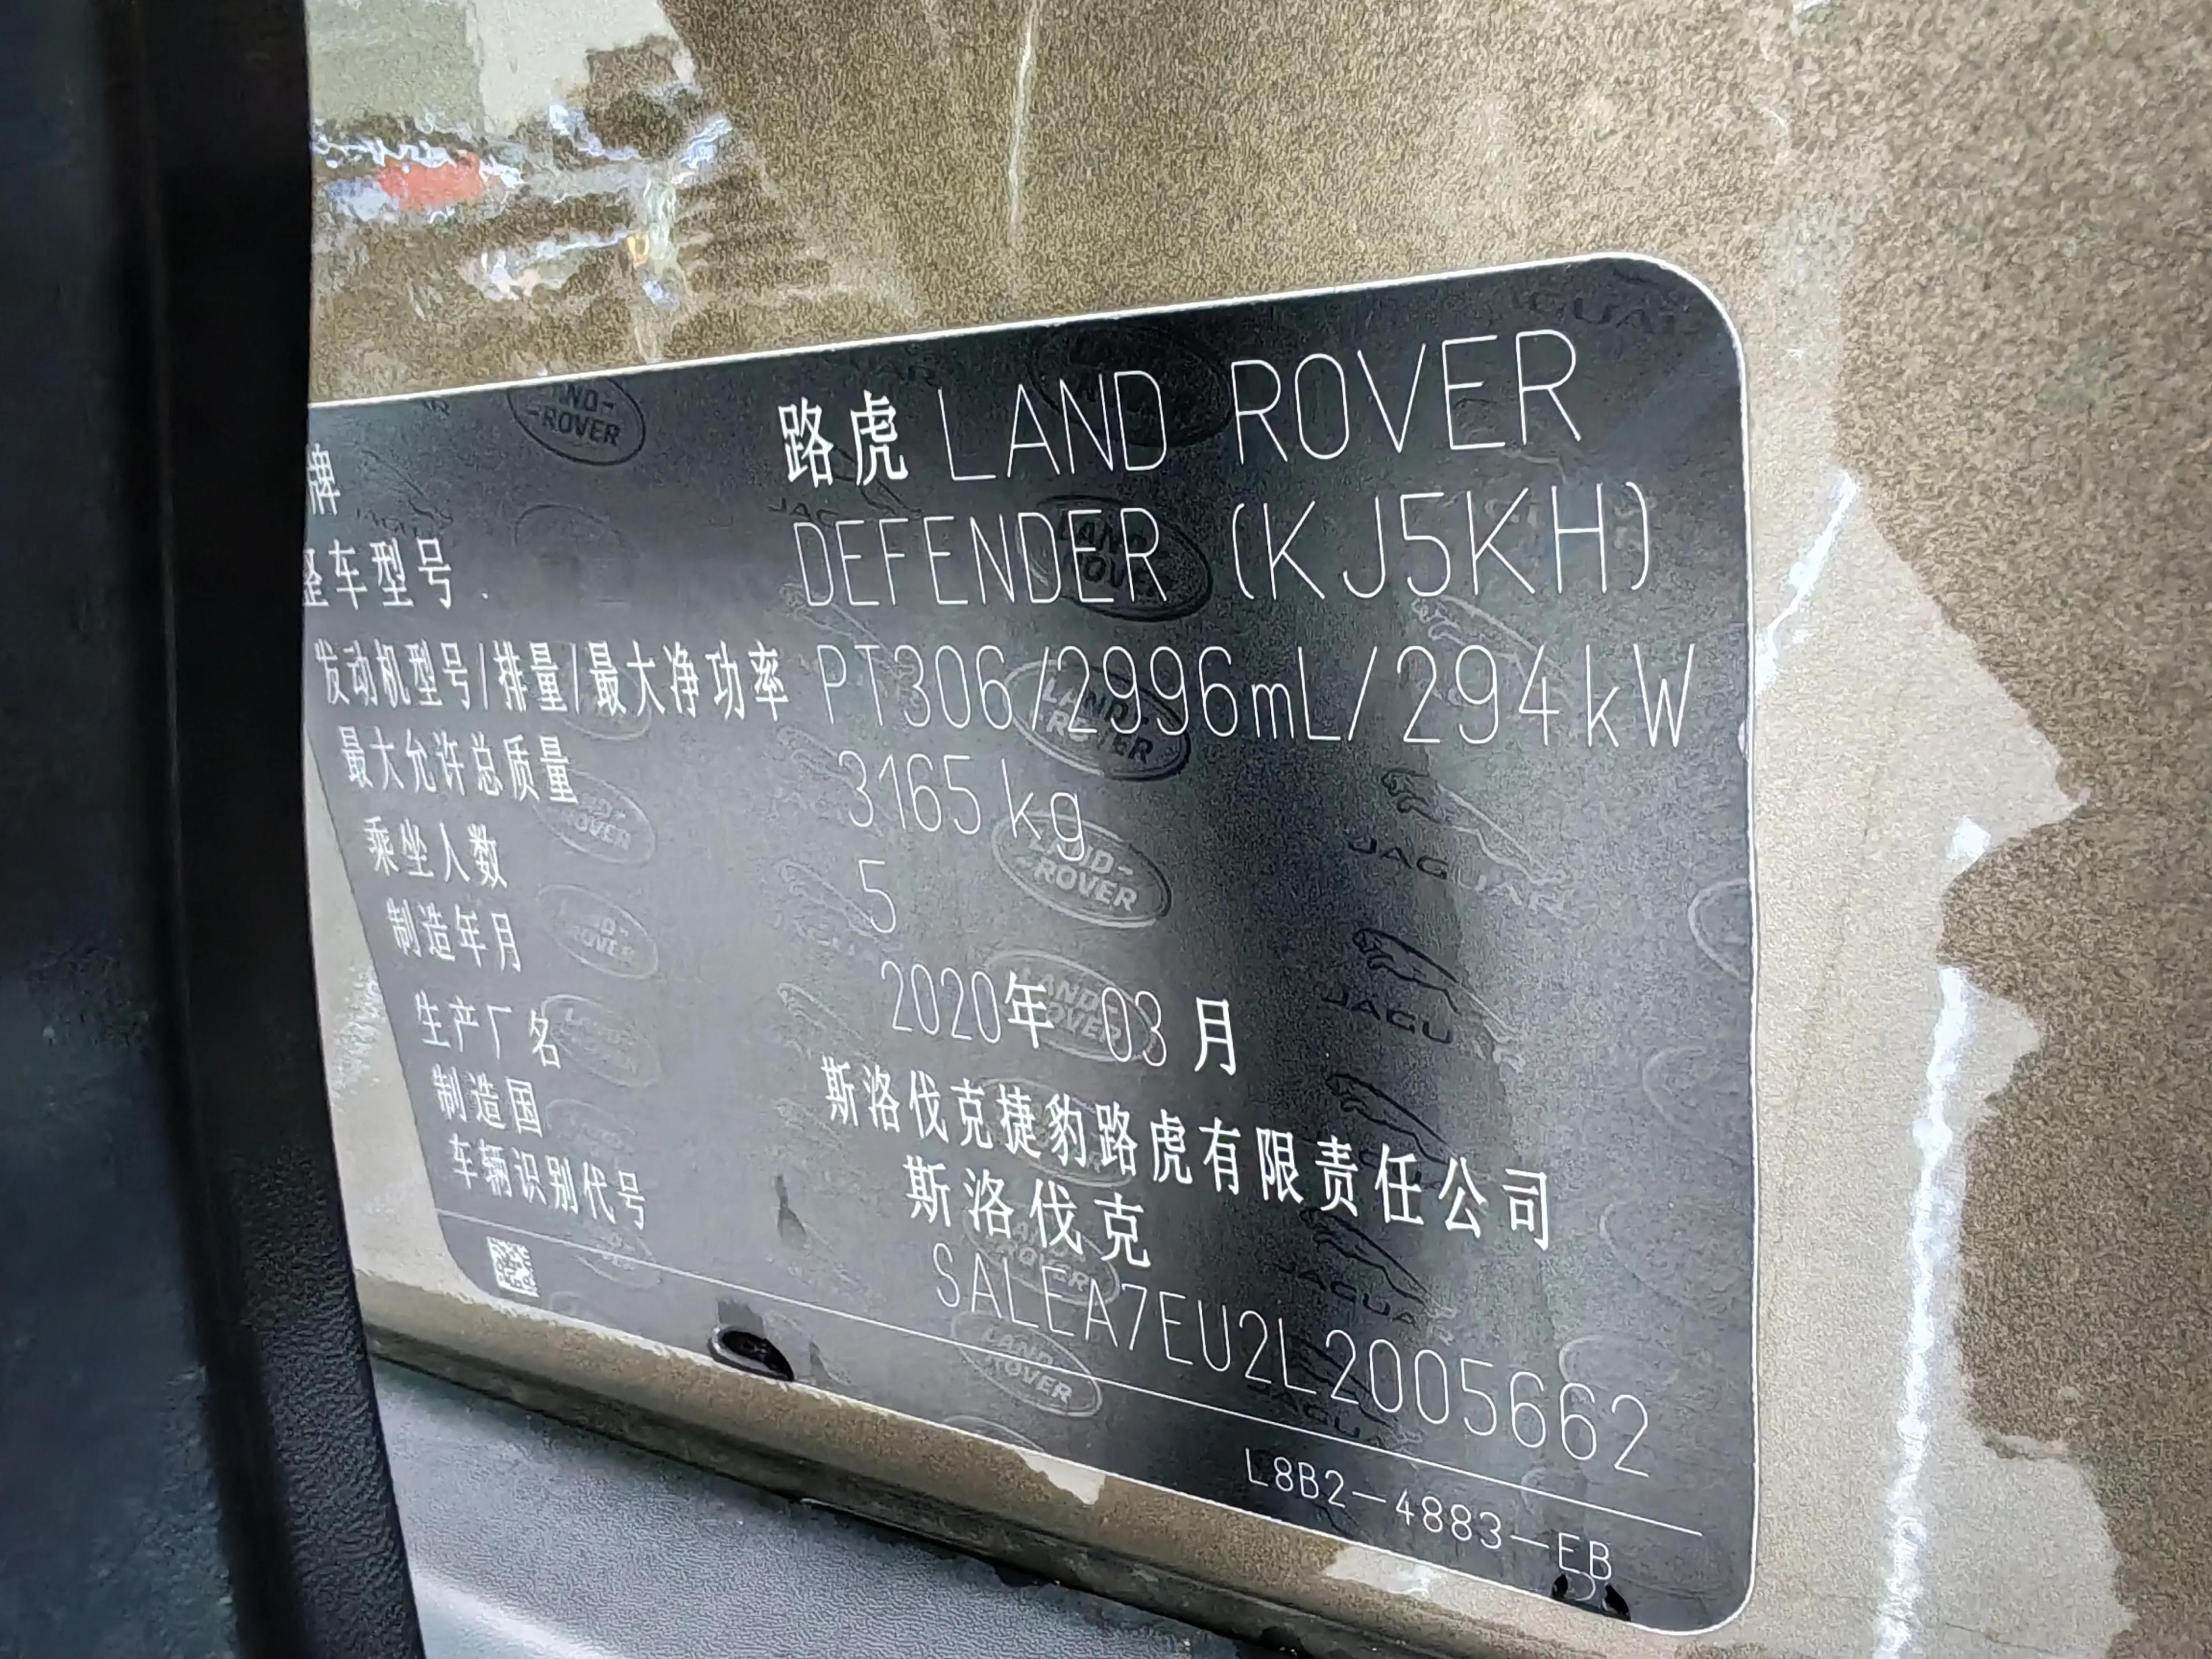 牌 路虎 LAND ROVER
整车型号 DEFENDER (KJ5KH)
发动机型号/排量/最大净功率 PT306/2996mL/294kW
最大允许总质量 3165 kg
乘坐人数 5
制造年月 2020年 03 月
生产厂名 斯洛伐克捷豹路虎有限责任公司
制造国 斯洛伐克
车辆识别代号 SALEA7EU2L2005662
L8B2-4883-EB